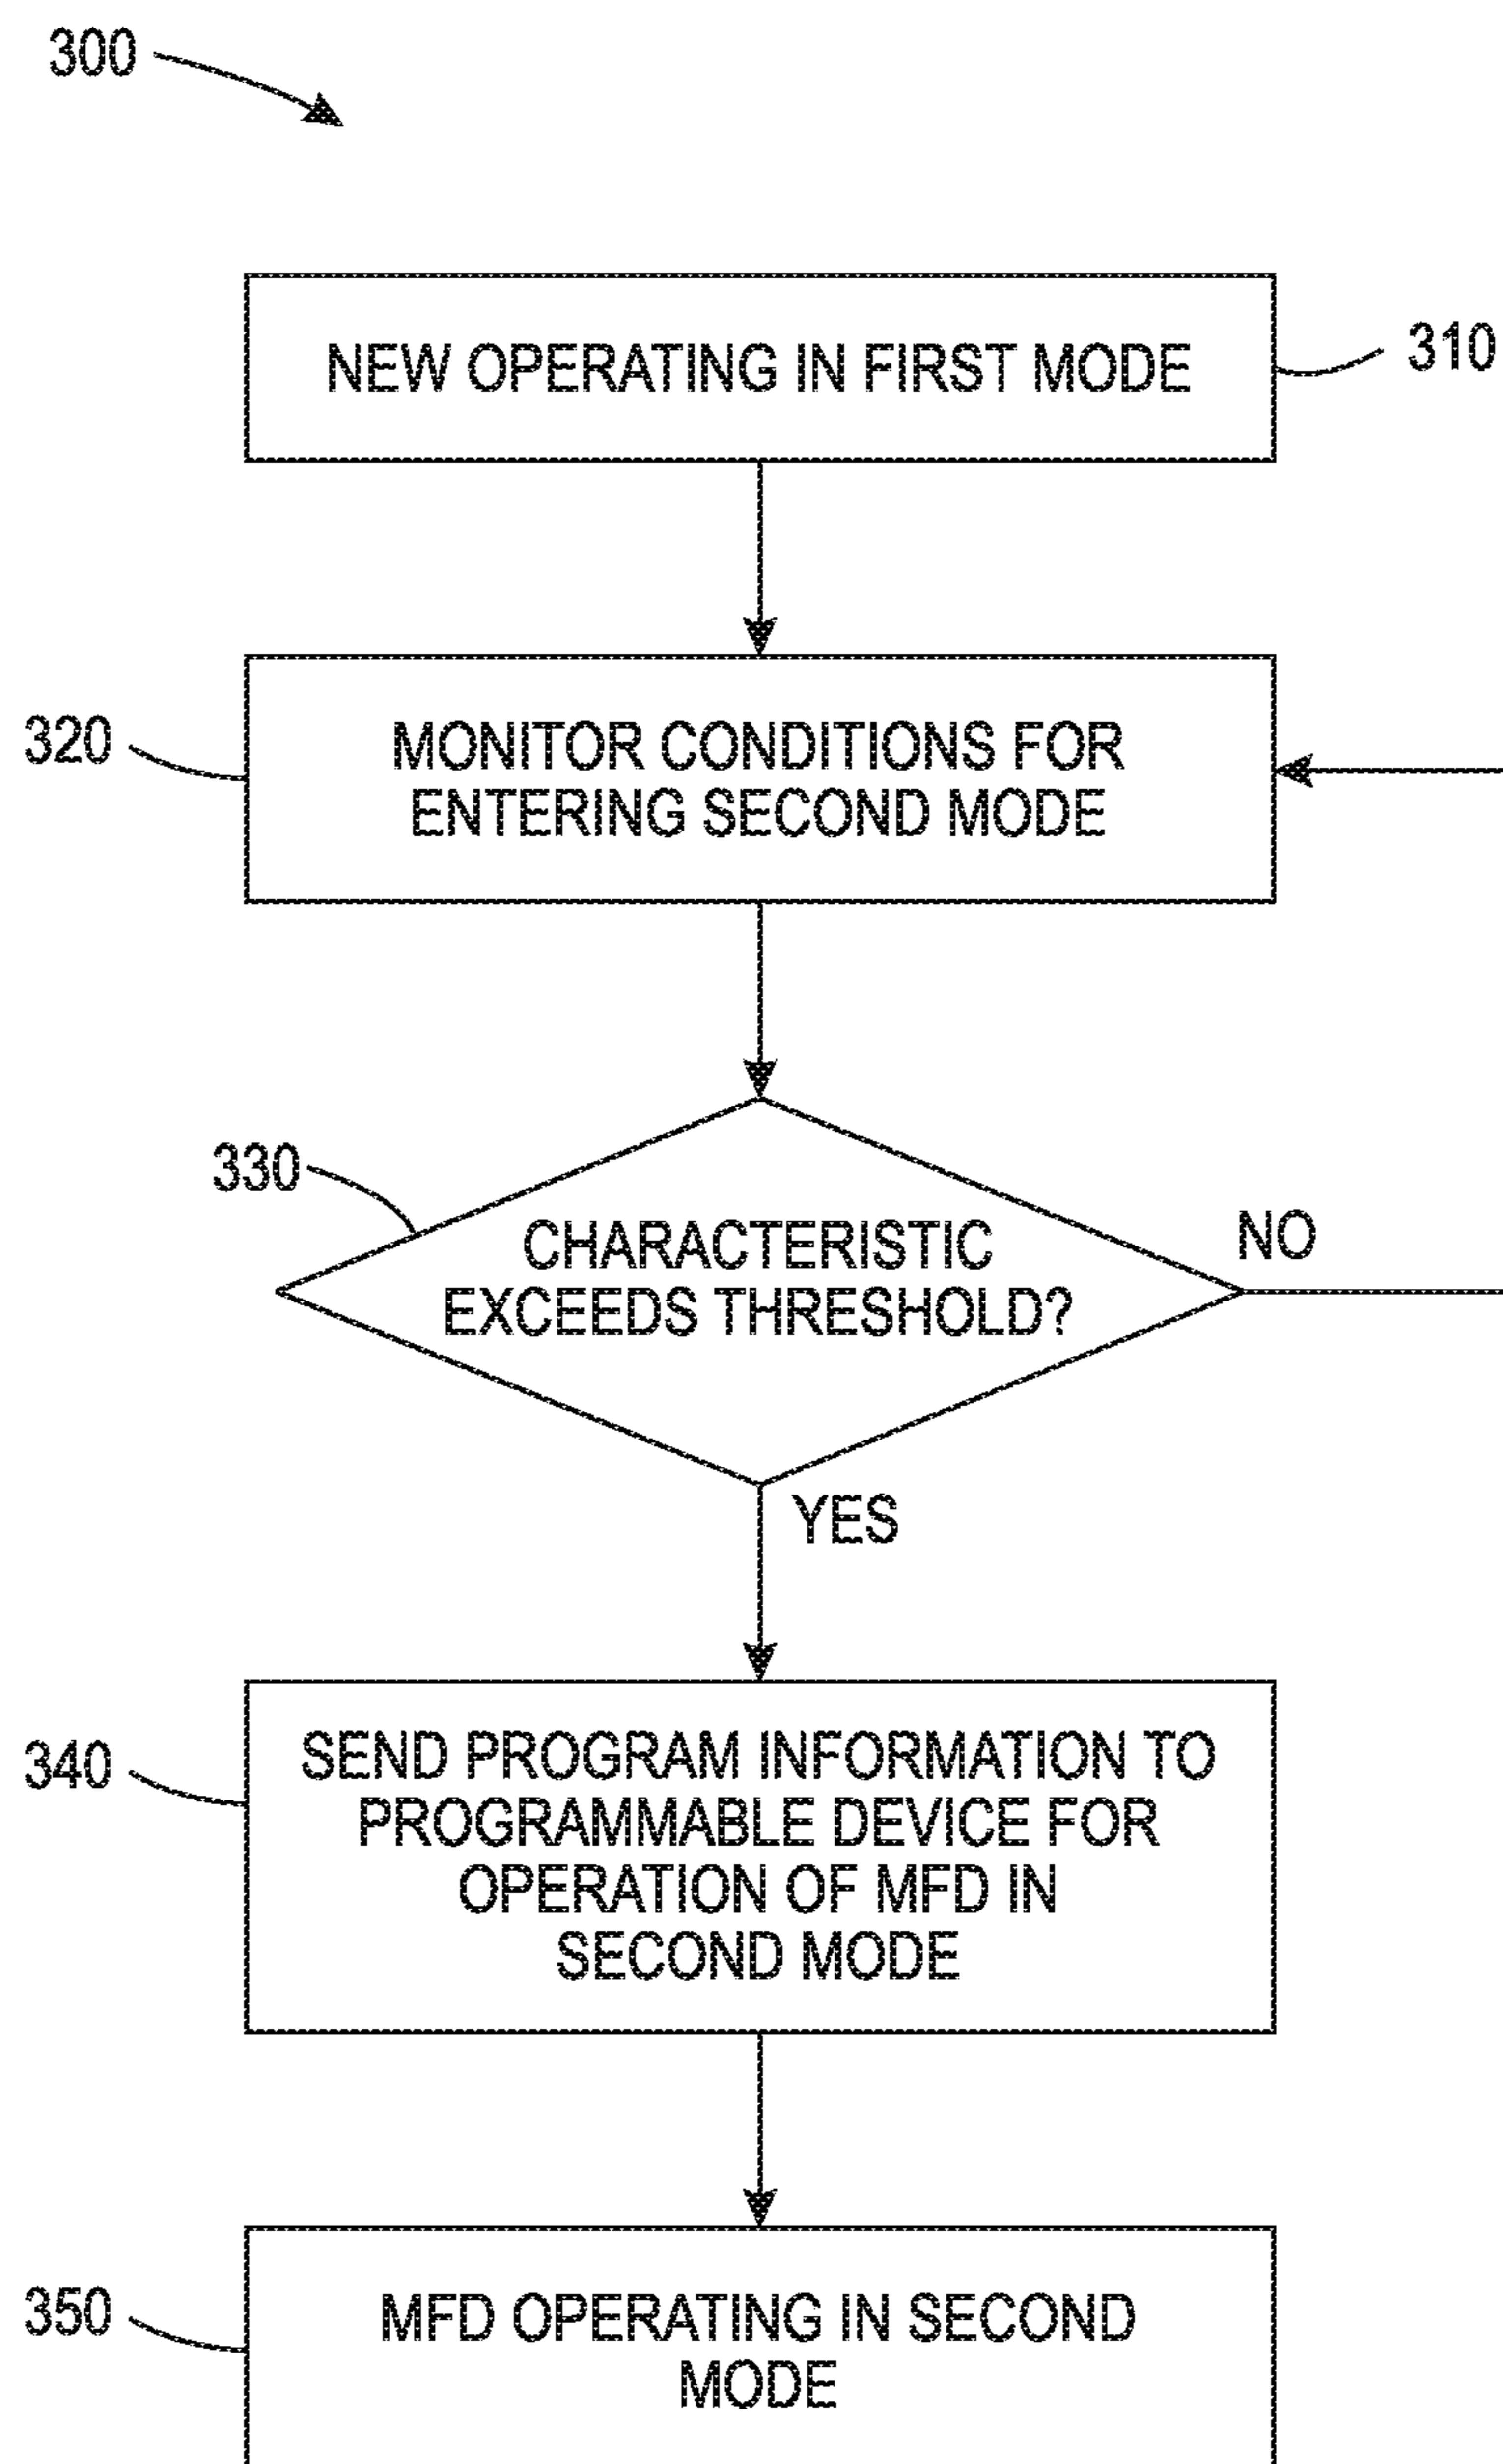 300
NEW OPERATING IN FIRST MODE
310
320
MONITOR CONDITIONS FOR
ENTERING SECOND MODE
330
CHARACTERISTIC
EXCEEDS THRESHOLD?
NO
YES
340
SEND PROGRAM INFORMATION TO
PROGRAMMABLE DEVICE FOR
OPERATION OF MFD IN
SECOND MODE
350
MFD OPERATING IN SECOND
MODE